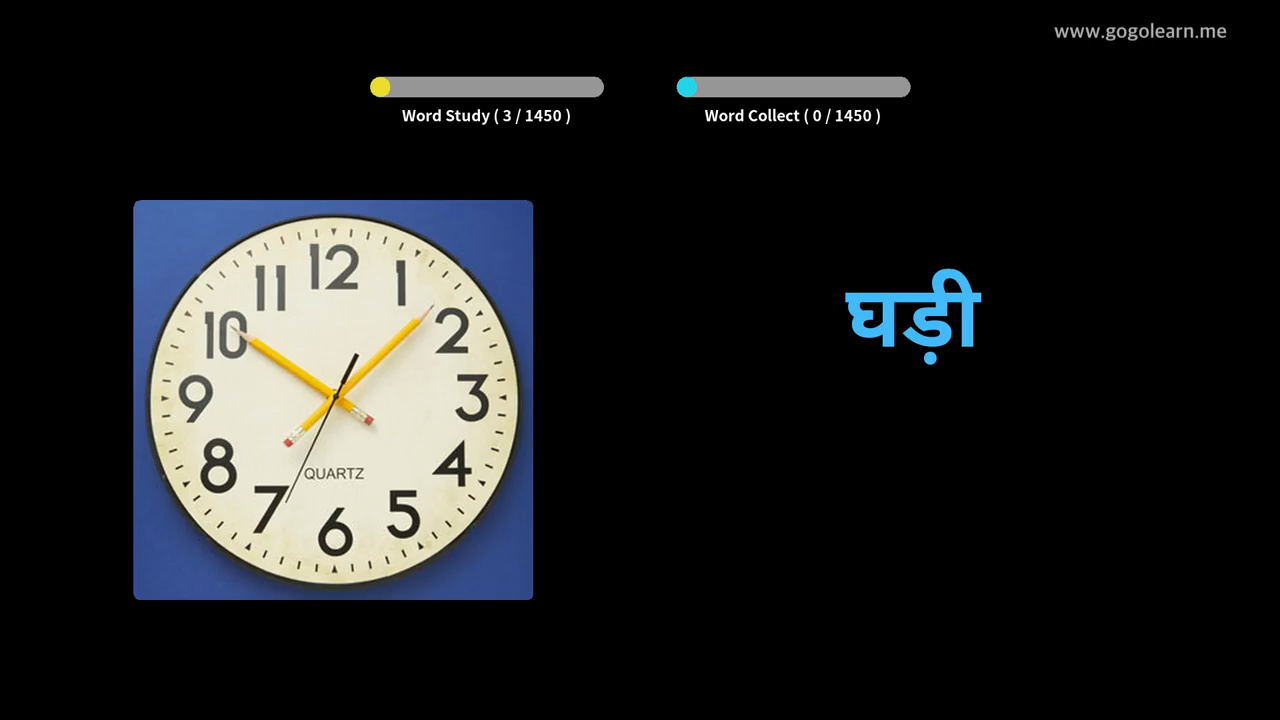 www.gogolearn.me
Word Study ( 3 / 1450 )
Word Collect ( 0 / 1450 )
12
11
1
10
2
9
3
8
4
QUARTZ
7
5
6
घड़ी